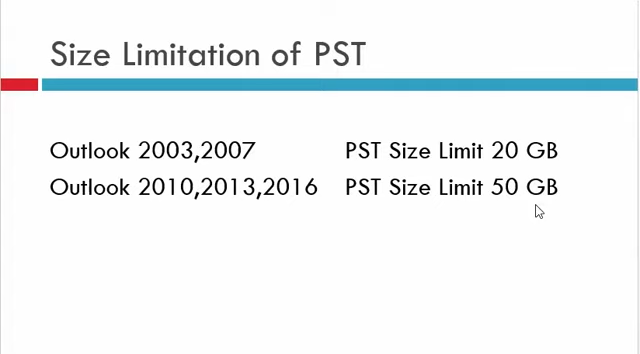 Size Limitation of PST
Outlook 2003,2007 PST Size Limit 20 GB
Outlook 2010,2013,2016 PST Size Limit 50 GB